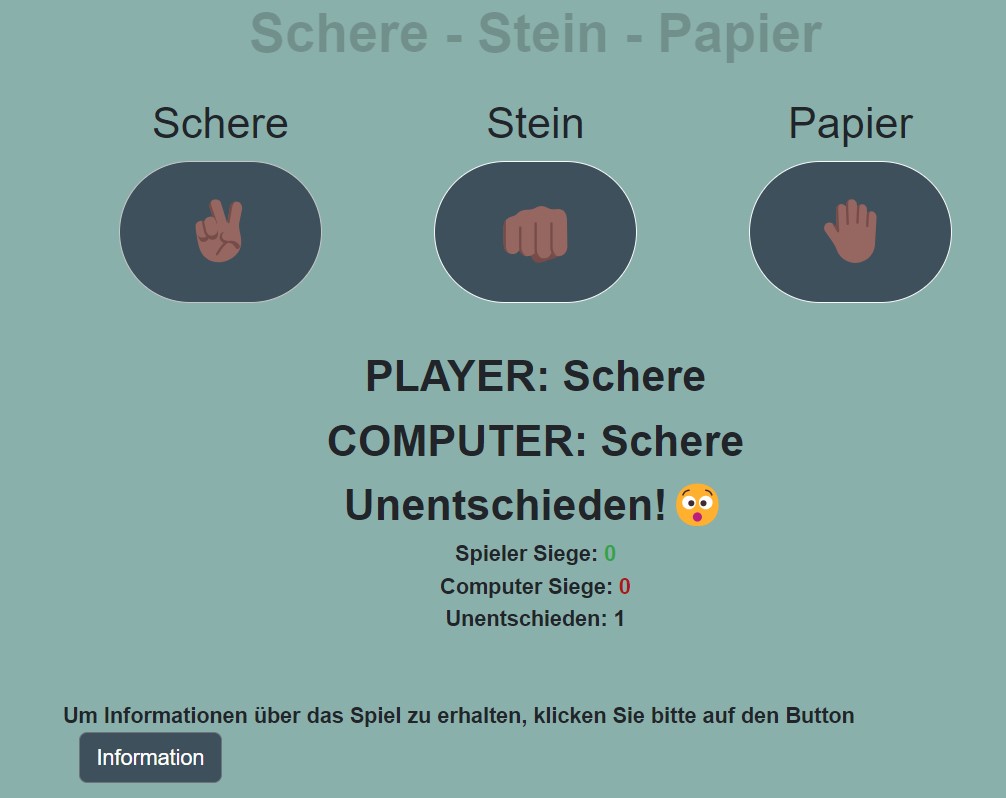 Schere - Stein - Papier
Schere Stein Papier
PLAYER: Schere
COMPUTER: Schere
Unentschieden!😲
Spieler Siege: 0
Computer Siege: 0
Unentschieden: 1
Um Informationen über das Spiel zu erhalten, klicken Sie bitte auf den Button
Information